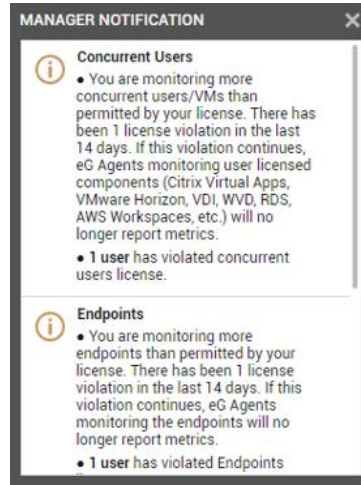 MANAGER NOTIFICATION
Concurrent Users
● You are monitoring more
concurrent users/VMs than
permitted by your license. There has
been 1 license violation in the last
14 days. If this violation continues,
eG Agents monitoring user licensed
components (Citrix Virtual Apps,
VMware Horizon, VDI, WVD, RDS,
AWS Workspaces, etc.) will no
longer report metrics.
● 1 user has violated concurrent
users license.
Endpoints
● You are monitoring more
endpoints than permitted by your
license. There has been 1 license
violation in the last 14 days. If this
violation continues, eG Agents
monitoring the endpoints will no
longer report metrics.
● 1 user has violated Endpoints